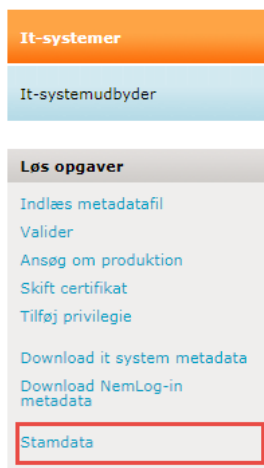 It-systemer
It-systemudbyder
Løs opgaver
Indlæs metadatafil
Valider
Ansøg om produktion
Skift certifikat
Tilføj privilegie
Download it system metadata
Download NemLog-in
metadata
Stamdata